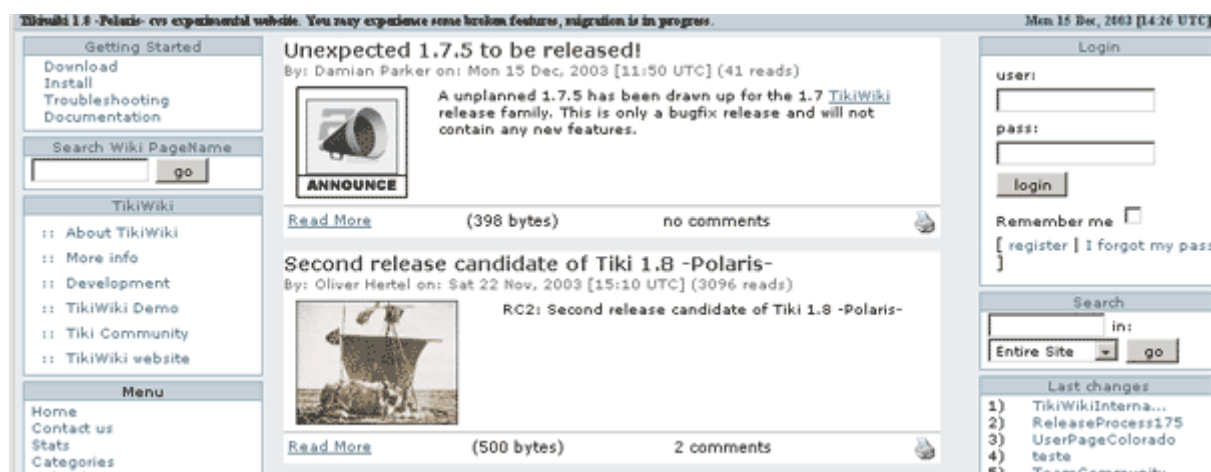 Tikiwiki 1.8 -Polaris- cvs experimental website. You may experience some broken features, migration is in progress.
Mon 15 Dec, 2003 [14:26 UTC]
Getting Started
Download
Install
Troubleshooting
Documentation
Search Wiki PageName
go
TikiWiki
:: About TikiWiki
:: More info
:: Development
:: TikiWiki Demo
:: Tiki Community
:: TikiWiki website
Menu
Home
Contact us
Stats
Categories
Unexpected 1.7.5 to be released!
By: Damian Parker on: Mon 15 Dec, 2003 [11:50 UTC] (41 reads)
A unplanned 1.7.5 has been drawn up for the 1.7 TikiWiki
release family. This is only a bugfix release and will not
contain any new features.
ANNOUNCE
Read More (398 bytes) no comments
Second release candidate of Tiki 1.8 -Polaris-
By: Oliver Hertel on: Sat 22 Nov, 2003 [15:10 UTC] (3096 reads)
RC2: Second release candidate of Tiki 1.8 -Polaris-
Read More (500 bytes) 2 comments
Login
user:
pass:
login
Remember me
[ register | I forgot my pass
]
Search
in:
Entire Site go
Last changes
1) TikiWikiInterna...
2) ReleaseProcess175
3) UserPageColorado
4) teste
5) TeamCommunity